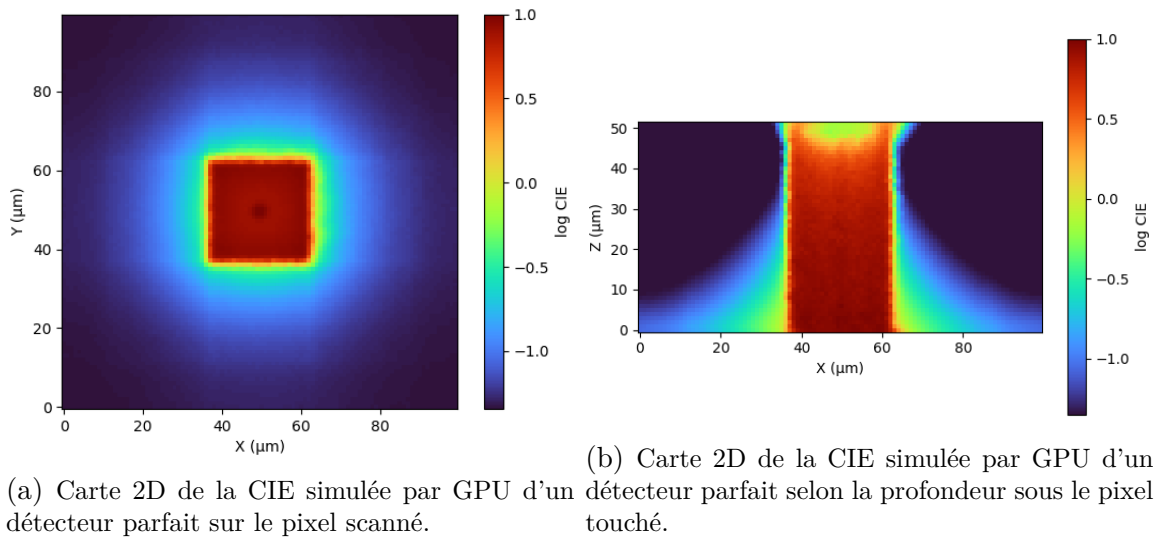 1.0
0.5
0.0
−0.5
−1.0
log CIE
80
60
40
20
0
Y (µm)
0
20
40
60
80
X (µm)
(a) Carte 2D de la CIE simulée par GPU d'un
détecteur parfait sur le pixel scanné.
1.0
0.5
0.0
−0.5
−1.0
log CIE
50
40
30
20
10
0
Z (µm)
0
20
40
60
80
X (µm)
(b) Carte 2D de la CIE simulée par GPU d'un
détecteur parfait selon la profondeur sous le pixel
touché.